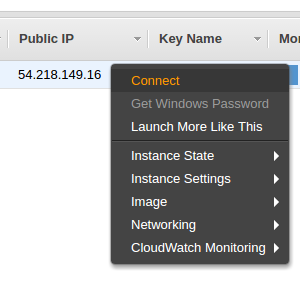 Public IP Key Name Mo
54.218.149.16
Connect
Get Windows Password
Launch More Like This
Instance State
Instance Settings
Image
Networking
CloudWatch Monitoring